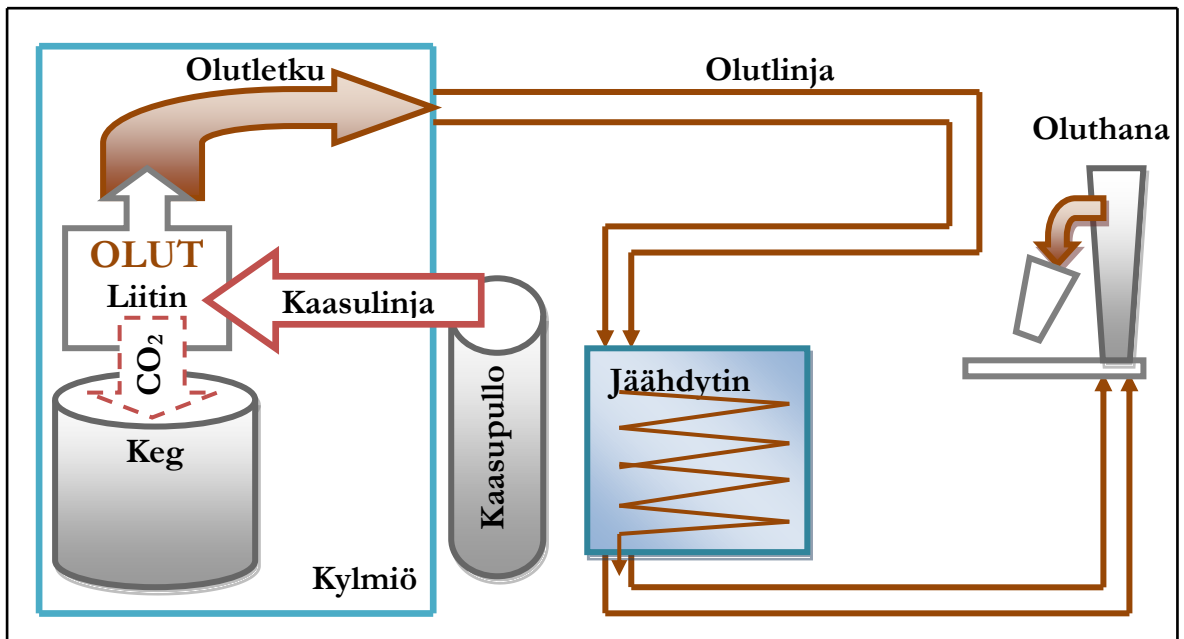 Olutletku
Olutlinja
Oluthana
OLUT
Liitin
Kaasulinja
CO₂
Jäähdytin
Keg
Kaasupullo
Kylmiö